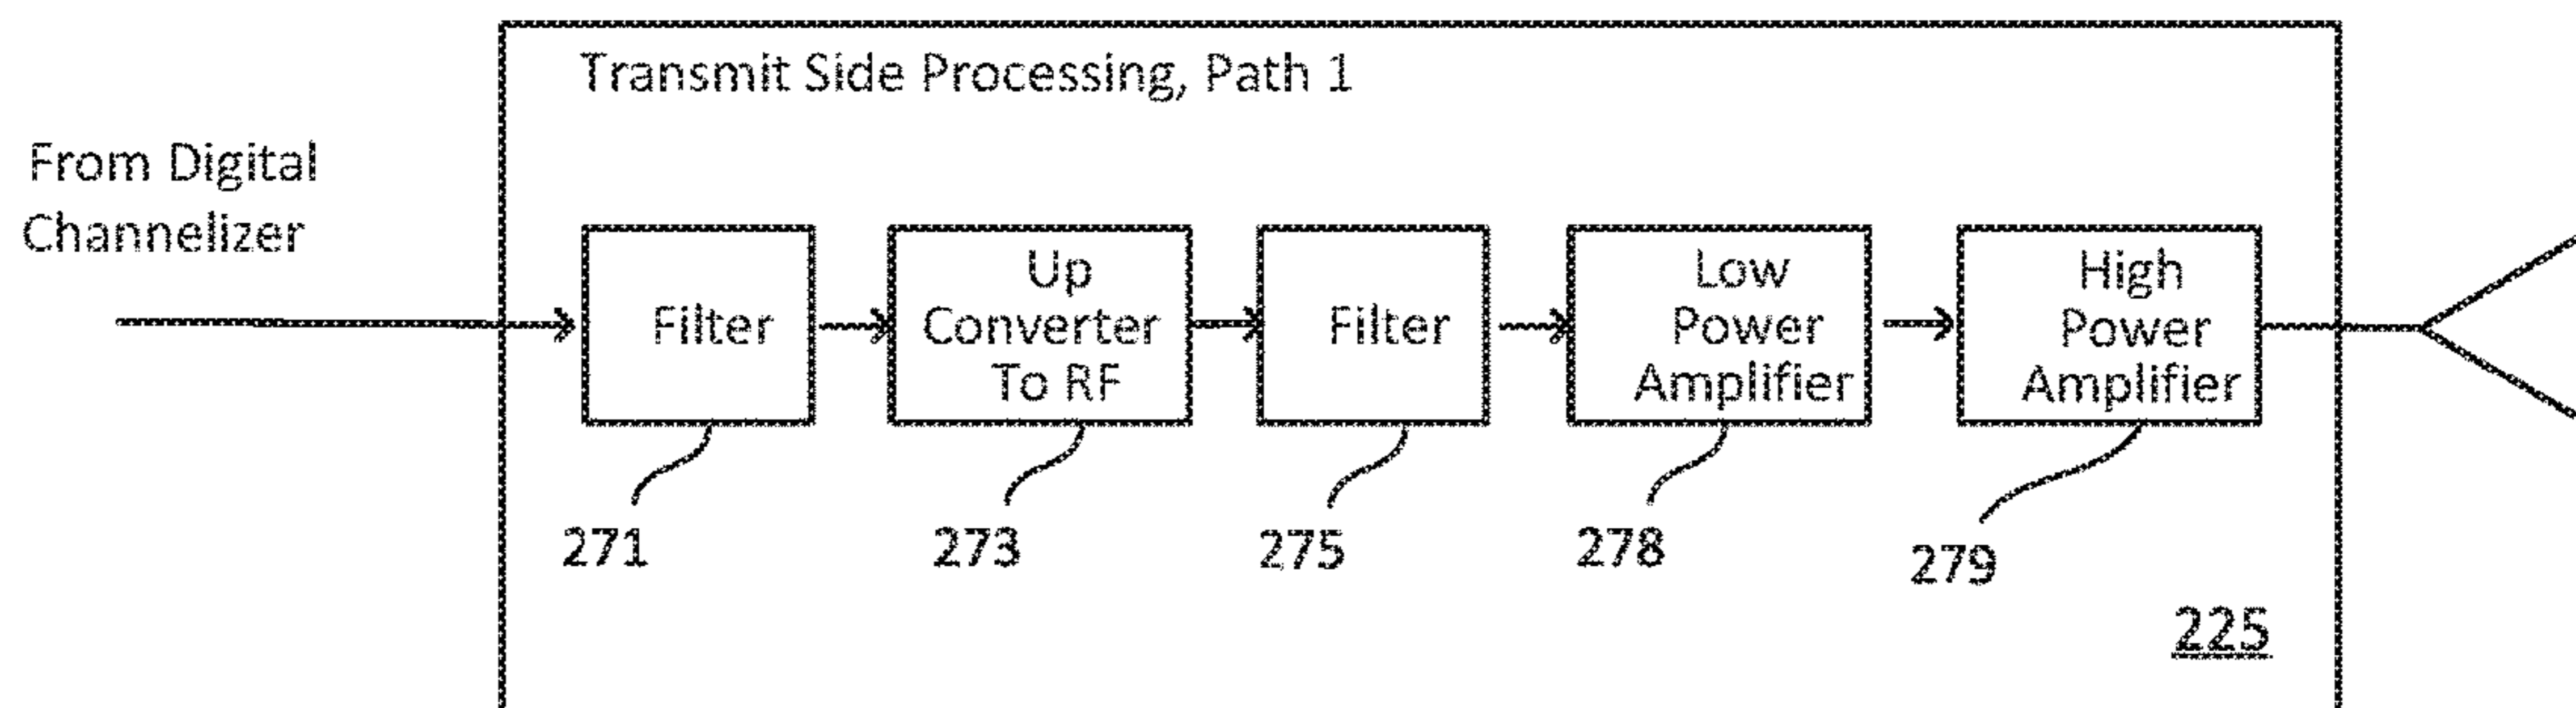 Transmit Side Processing, Path 1
From Digital
Channelizer
Filter
Up
Converter
To RF
Filter
Low
Power
Amplifier
High
Power
Amplifier
271
273
275
278
279
225